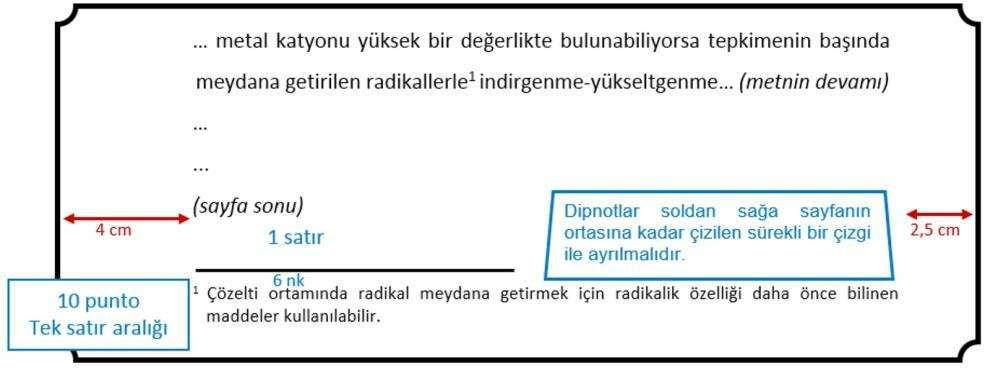 ... metal katyonu yüksek bir değerlikte bulunabiliyorsa tepkimenin başında
meydana getirilen radikallerle¹ indirgenme-yükseltgenme... (metnin devamı)
...
...
(sayfa sonu)
4 cm
1 satır
Dipnotlar soldan sağa sayfanın
ortasına kadar çizilen sürekli bir çizgi
ile ayrılmalıdır.
2,5 cm
6 nk
10 punto
Tek satır aralığı
¹ Çözelti ortamında radikal meydana getirmek için radikalik özelliği daha önce bilinen
maddeler kullanılabilir.